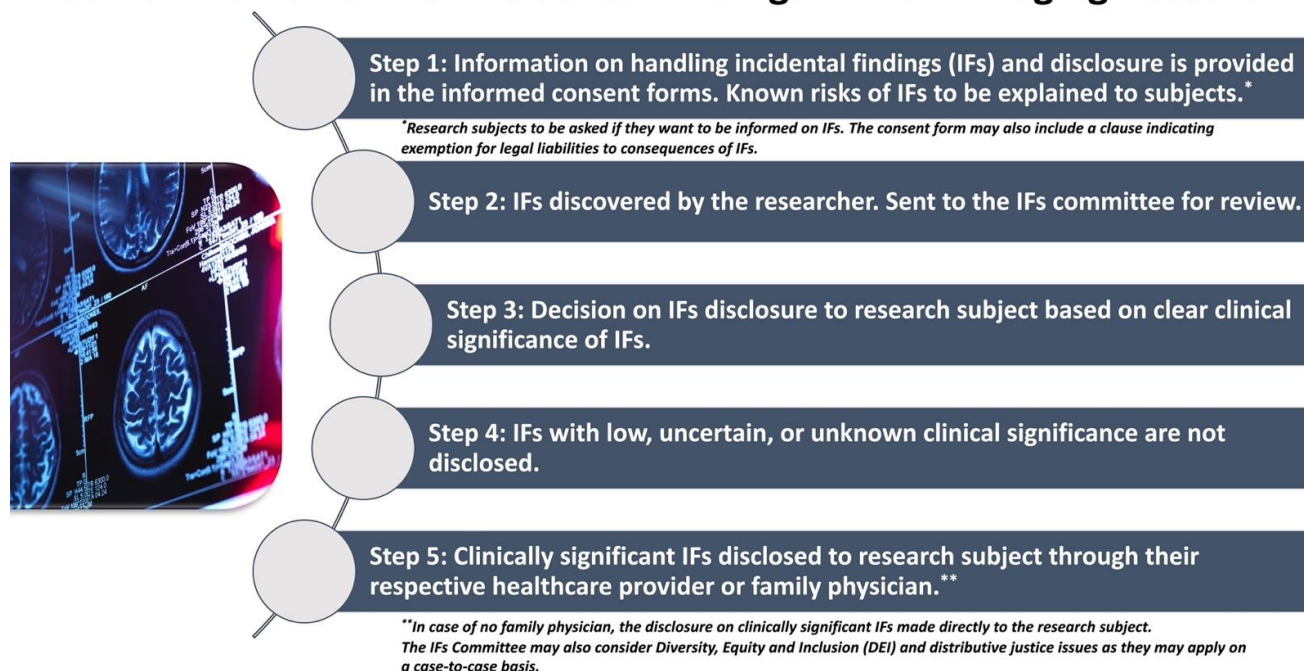 Step 1: Information on handling incidental findings (IFs) and disclosure is provided
in the informed consent forms. Known risks of IFs to be explained to subjects.*
*Research subjects to be asked if they want to be informed on IFs. The consent form may also include a clause indicating
exemption for legal liabilities to consequences of IFs.
Step 2: IFs discovered by the researcher. Sent to the IFs committee for review.
Step 3: Decision on IFs disclosure to research subject based on clear clinical
significance of IFs.
Step 4: IFs with low, uncertain, or unknown clinical significance are not
disclosed.
Step 5: Clinically significant IFs disclosed to research subject through their
respective healthcare provider or family physician.**
**In case of no family physician, the disclosure on clinically significant IFs made directly to the research subject.
The IFs Committee may also consider Diversity, Equity and Inclusion (DEI) and distributive justice issues as they may apply on
a case-to-case basis.